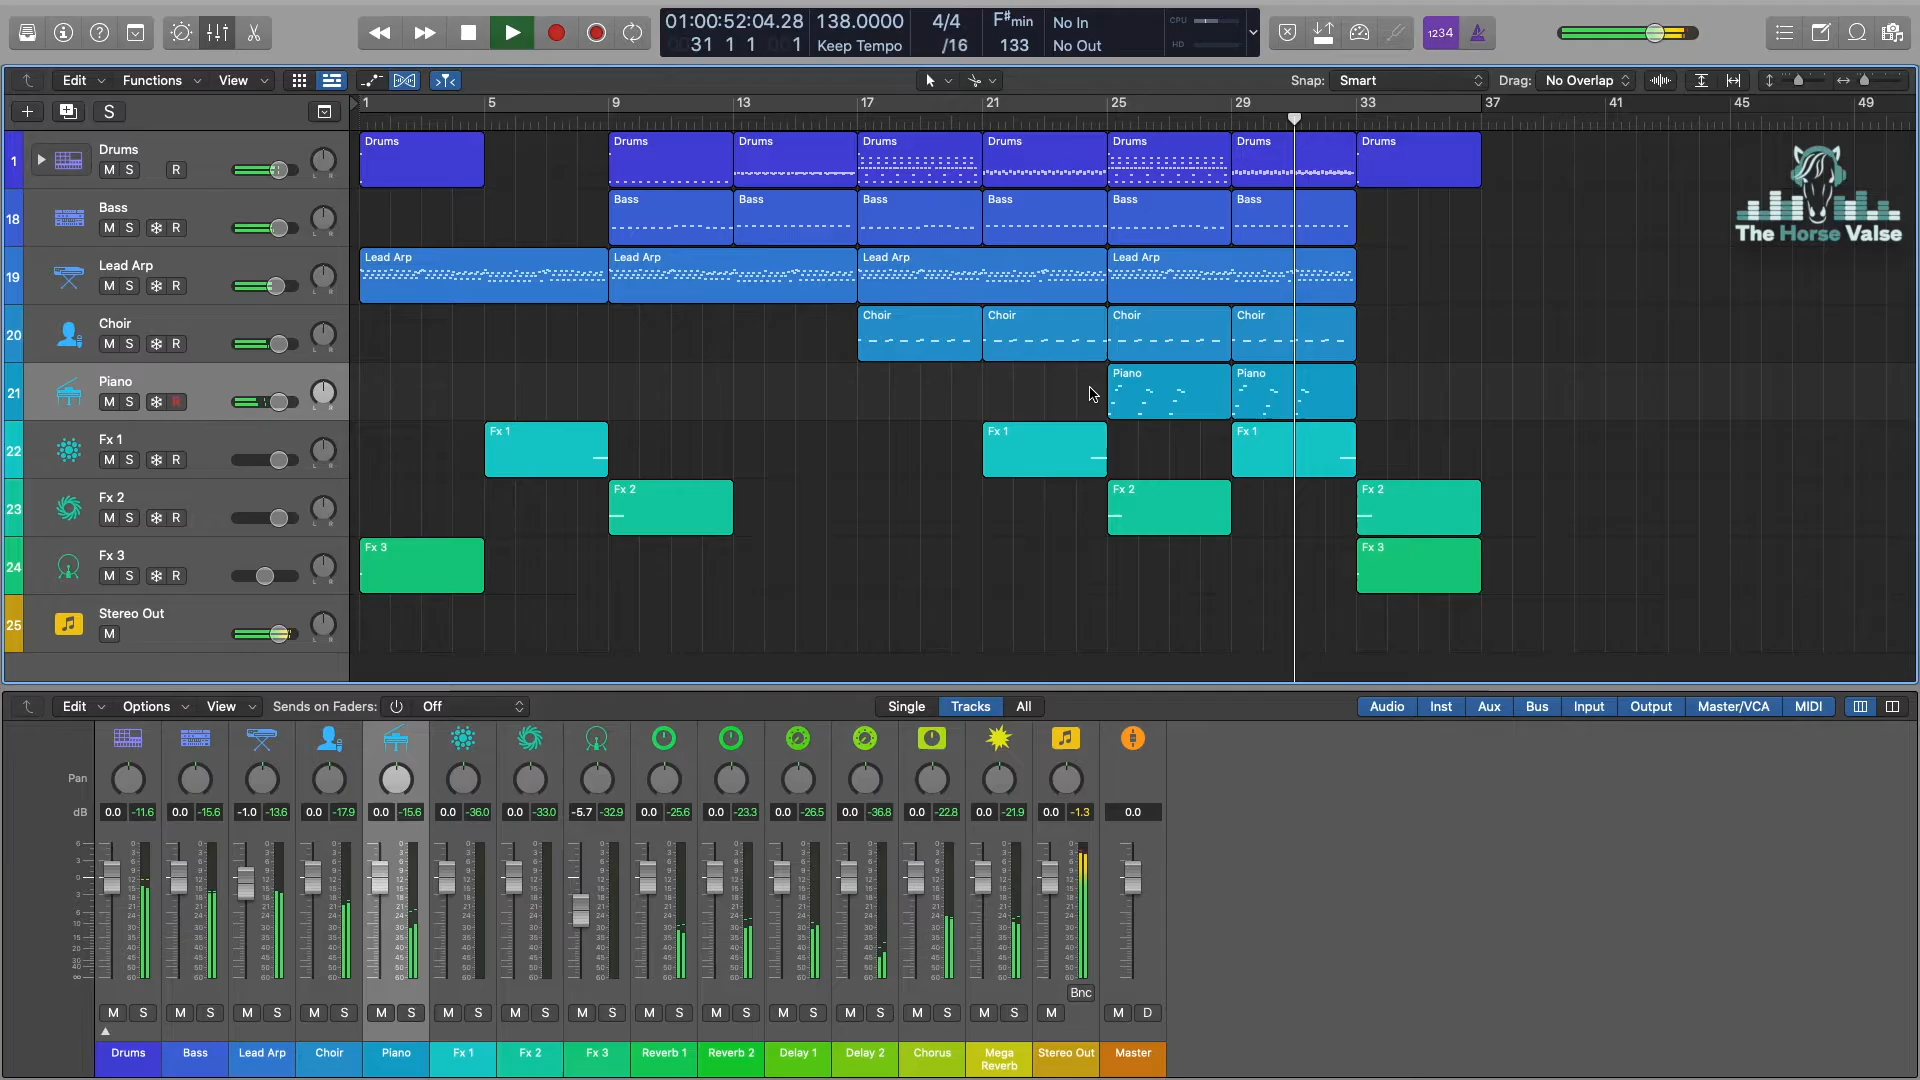 01:00:52:04.28 138.0000 4/4 F#min No In CPU
31 1 1 1 Keep Tempo /16 133 No Out HD
1234
Edit Functions View Snap: Smart Drag: No Overlap
S
1 5 9 13 17 21 25 29 33 37 41 45 49
1 Drums M S R
Drums Drums Drums Drums Drums Drums Drums Drums
18 Bass M S R
Bass Bass Bass Bass Bass Bass
The Horse Valse
19 Lead Arp M S R
Lead Arp Lead Arp Lead Arp Lead Arp
20 Choir M S R
Choir Choir Choir Choir
21 Piano M S R
Piano Piano
22 Fx 1 M S R
Fx 1 Fx 1 Fx 1
23 Fx 2 M S R
Fx 2 Fx 2 Fx 2
24 Fx 3 M S R
Fx 3 Fx 3
25 Stereo Out M
Edit Options View Sends on Faders: Off Single Tracks All Audio Inst Aux Bus Input Output Master/VCA MIDI
Pan
dB 0.0 -11.6 0.0 -15.6 -1.0 -13.6 0.0 -17.9 0.0 -15.6 0.0 -36.0 0.0 -33.0 -5.7 -32.9 0.0 -25.6 0.0 -23.3 0.0 -26.5 0.0 -36.8 0.0 -22.8 0.0 -21.9 0.0 -1.3 0.0
Bnc
M S M S M S M S M S M S M S M S M S M S M S M S M S M S M M D
Drums Bass Lead Arp Choir Piano Fx 1 Fx 2 Fx 3 Reverb 1 Reverb 2 Delay 1 Delay 2 Chorus Mega Reverb Stereo Out Master